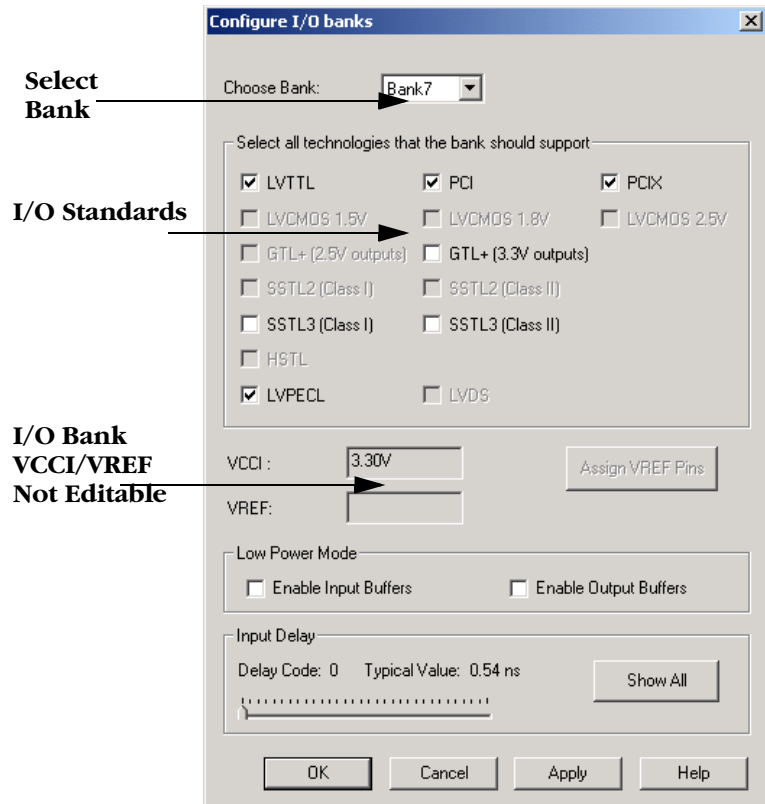 Configure I/O banks
Select
Bank
Choose Bank: Bank7
Select all technologies that the bank should support
I/O Standards
LVTTL PCI PCIX
LVCMOS 1.5V LVCMOS 1.8V LVCMOS 2.5V
GTL+ (2.5V outputs) GTL+ (3.3V outputs)
SSTL2 (Class I) SSTL2 (Class II)
SSTL3 (Class I) SSTL3 (Class II)
HSTL
LVPECL LVDS
I/O Bank
VCCI/VREF
Not Editable
VCCI : 3.30V Assign VREF Pins
VREF:
Low Power Mode
Enable Input Buffers Enable Output Buffers
Input Delay
Delay Code: 0 Typical Value: 0.54 ns Show All
OK Cancel Apply Help